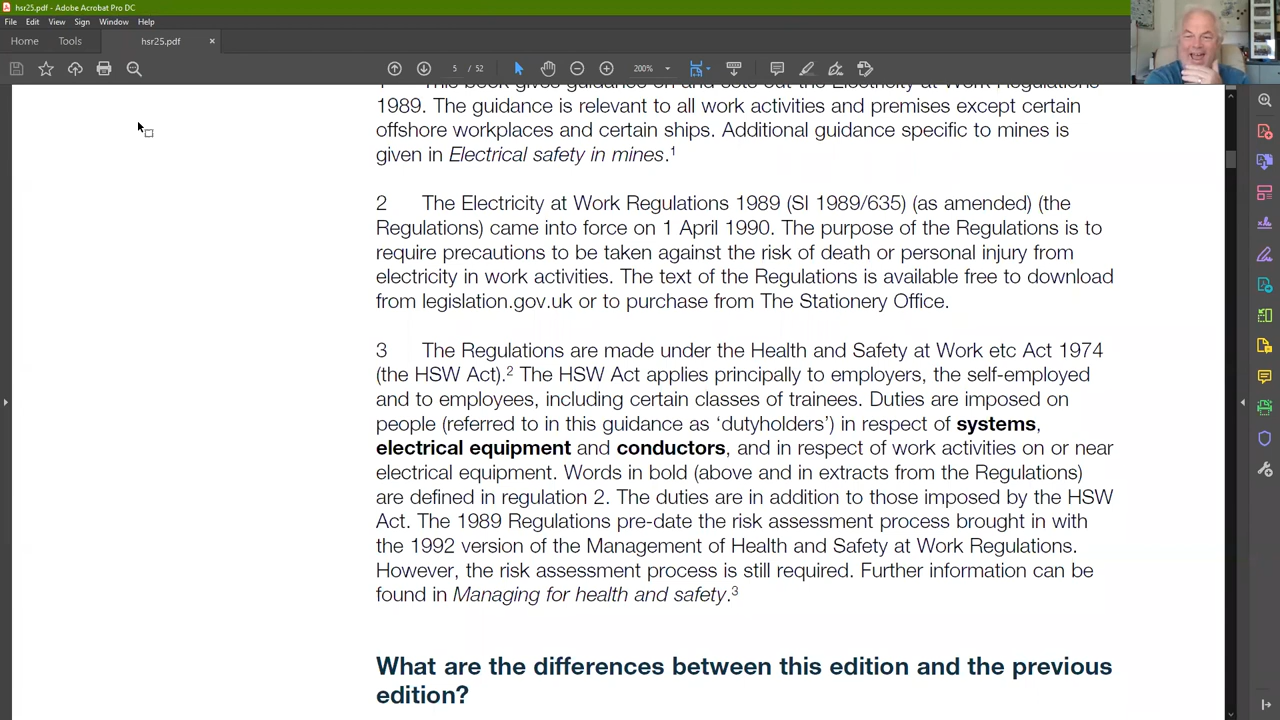 hsr25.pdf - Adobe Acrobat Pro DC
File Edit View Sign Window Help
Home Tools hsr25.pdf ×
5 / 52 200%
1 This book gives guidance on and sets out the Electricity at Work Regulations
1989. The guidance is relevant to all work activities and premises except certain
offshore workplaces and certain ships. Additional guidance specific to mines is
given in Electrical safety in mines.1
2 The Electricity at Work Regulations 1989 (SI 1989/635) (as amended) (the
Regulations) came into force on 1 April 1990. The purpose of the Regulations is to
require precautions to be taken against the risk of death or personal injury from
electricity in work activities. The text of the Regulations is available free to download
from legislation.gov.uk or to purchase from The Stationery Office.
3 The Regulations are made under the Health and Safety at Work etc Act 1974
(the HSW Act).2 The HSW Act applies principally to employers, the self-employed
and to employees, including certain classes of trainees. Duties are imposed on
people (referred to in this guidance as ‘dutyholders’) in respect of systems,
electrical equipment and conductors, and in respect of work activities on or near
electrical equipment. Words in bold (above and in extracts from the Regulations)
are defined in regulation 2. The duties are in addition to those imposed by the HSW
Act. The 1989 Regulations pre-date the risk assessment process brought in with
the 1992 version of the Management of Health and Safety at Work Regulations.
However, the risk assessment process is still required. Further information can be
found in Managing for health and safety.3
What are the differences between this edition and the previous
edition?